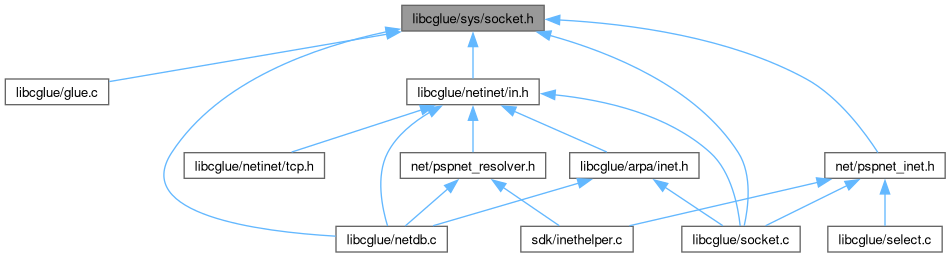 libcglue/sys/socket.h
libcglue/glue.c
libcglue/netinet/in.h
libcglue/netinet/tcp.h
net/pspnet_resolver.h
libcglue/arpa/inet.h
net/pspnet_inet.h
libcglue/netdb.c
sdk/inethelper.c
libcglue/socket.c
libcglue/select.c